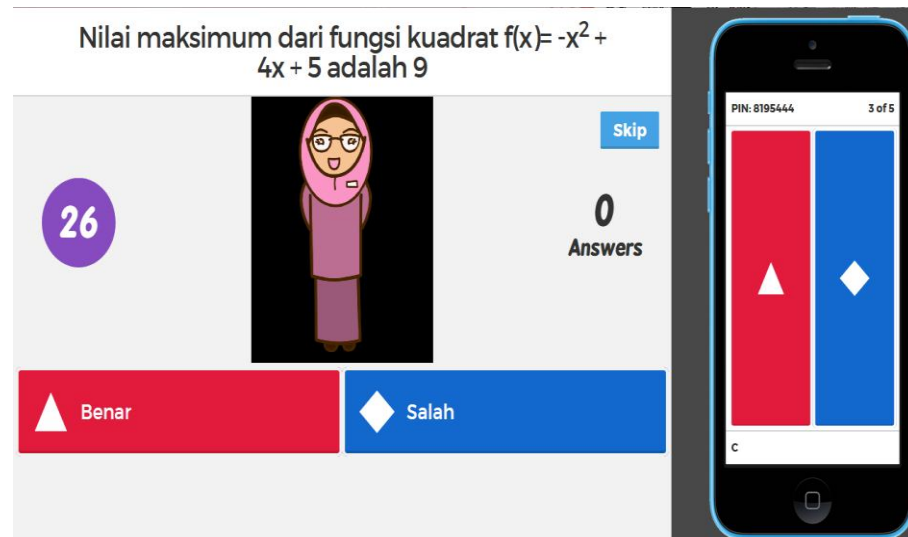 Nilai maksimum dari fungsi kuadrat f(x)= -x² +
4x + 5 adalah 9
Skip
26
0
Answers
Benar
Salah
PIN: 8195444 3 of 5
C